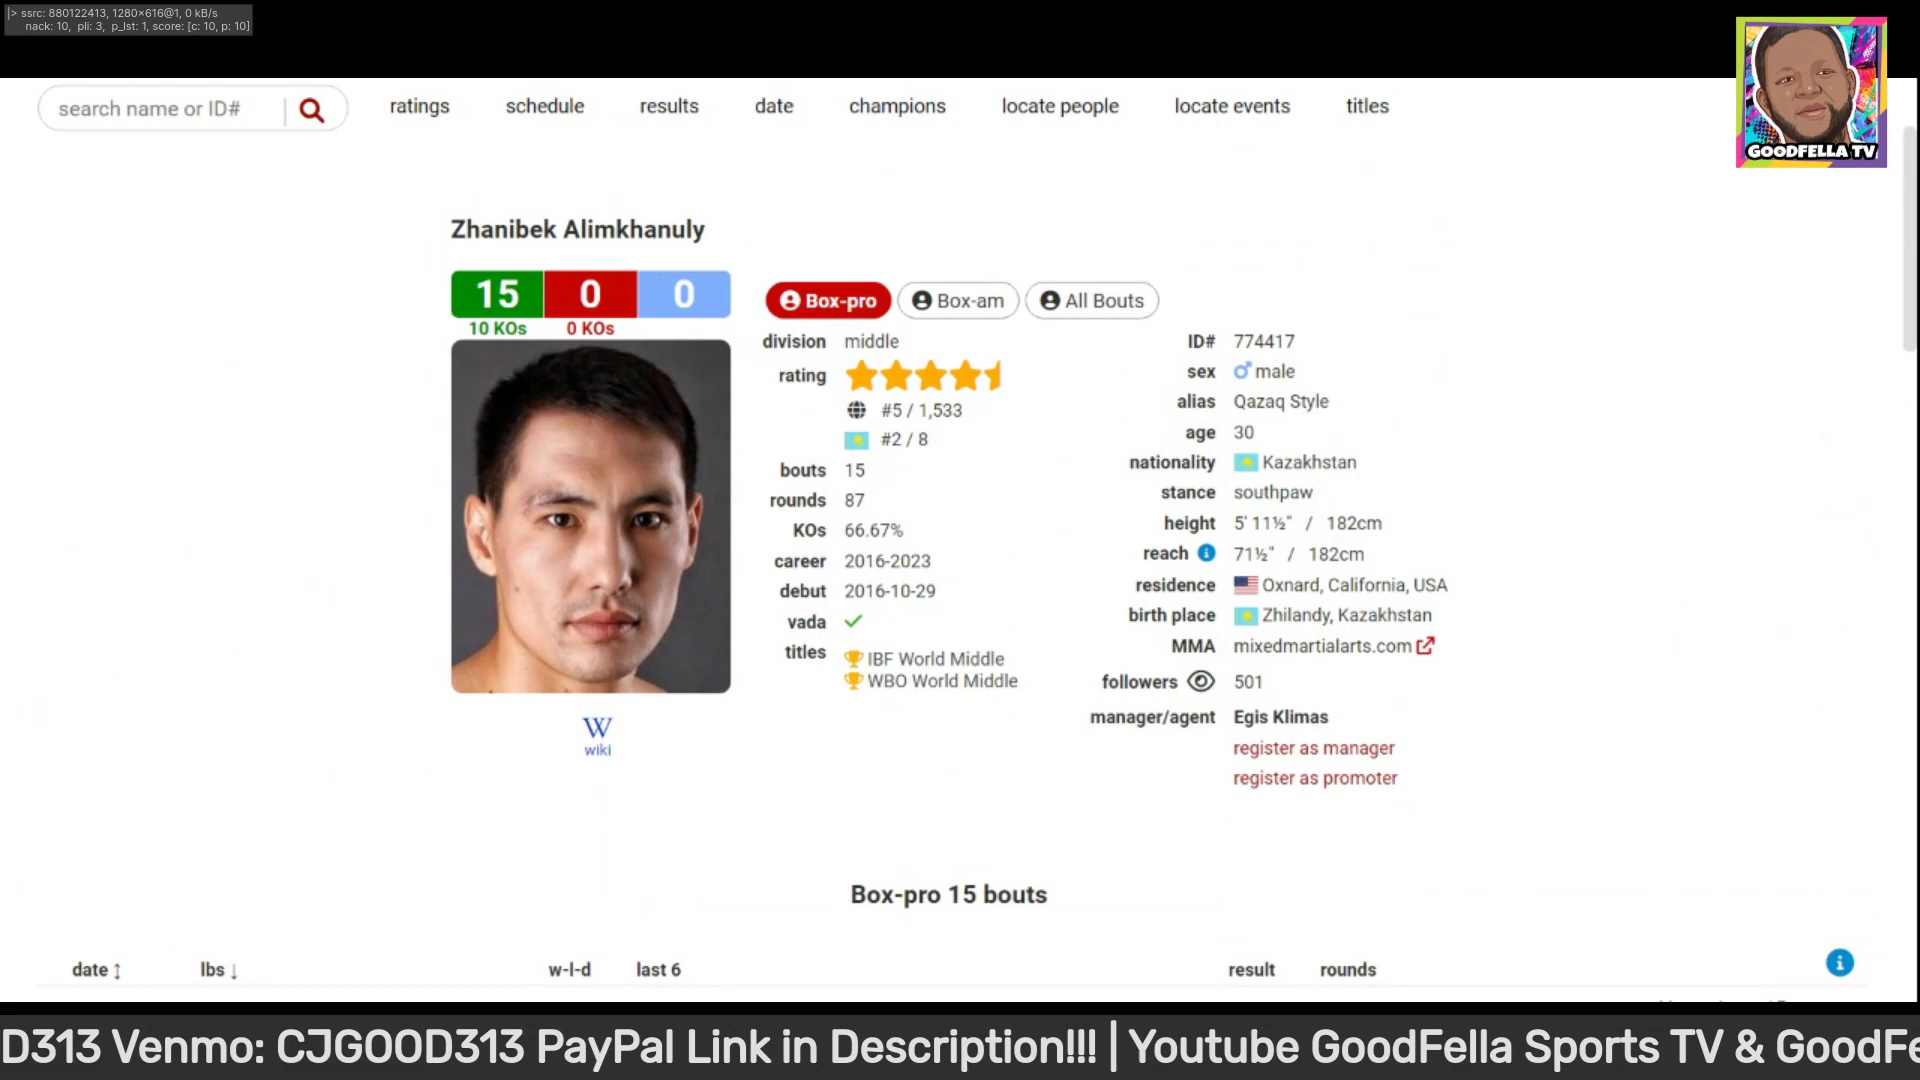 |> ssrc: 880122413, 1280×616@1, 0 kB/s
nack: 10, pli: 3, p_lst: 1, score: [c: 10, p: 10]
GOODFELLA TV
search name or ID#
ratings schedule results date champions locate people locate events titles
Zhanibek Alimkhanuly
15 0 0
10 KOs 0 KOs
Box-pro Box-am All Bouts
division middle
rating
#5 / 1,533
#2 / 8
bouts 15
rounds 87
KOs 66.67%
career 2016-2023
debut 2016-10-29
vada
titles IBF World Middle
WBO World Middle
ID# 774417
sex male
alias Qazaq Style
age 30
nationality Kazakhstan
stance southpaw
height 5' 11½" / 182cm
reach 71½" / 182cm
residence Oxnard, California, USA
birth place Zhilandy, Kazakhstan
MMA mixedmartialarts.com
followers 501
manager/agent Egis Klimas
register as manager
register as promoter
W
wiki
Box-pro 15 bouts
date lbs w-l-d last 6 result rounds
D313 Venmo: CJGOOD313 PayPal Link in Description!!! | Youtube GoodFella Sports TV & GoodFe